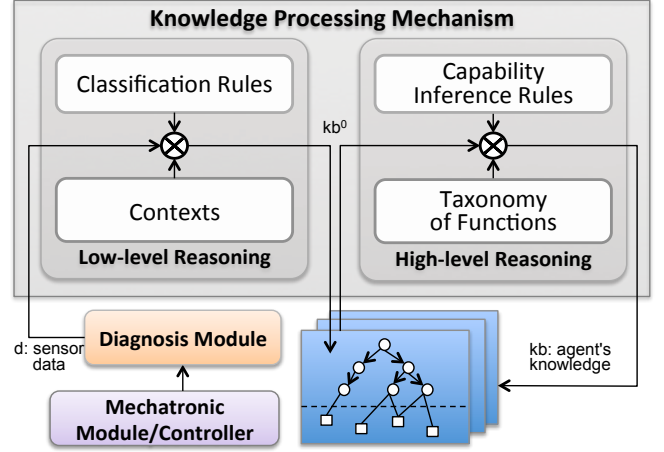 Knowledge Processing Mechanism
Classification Rules
Contexts
Low-level Reasoning
kb⁰
Capability
Inference Rules
Taxonomy
of Functions
High-level Reasoning
d: sensor
data
Diagnosis Module
Mechatronic
Module/Controller
kb: agent's
knowledge